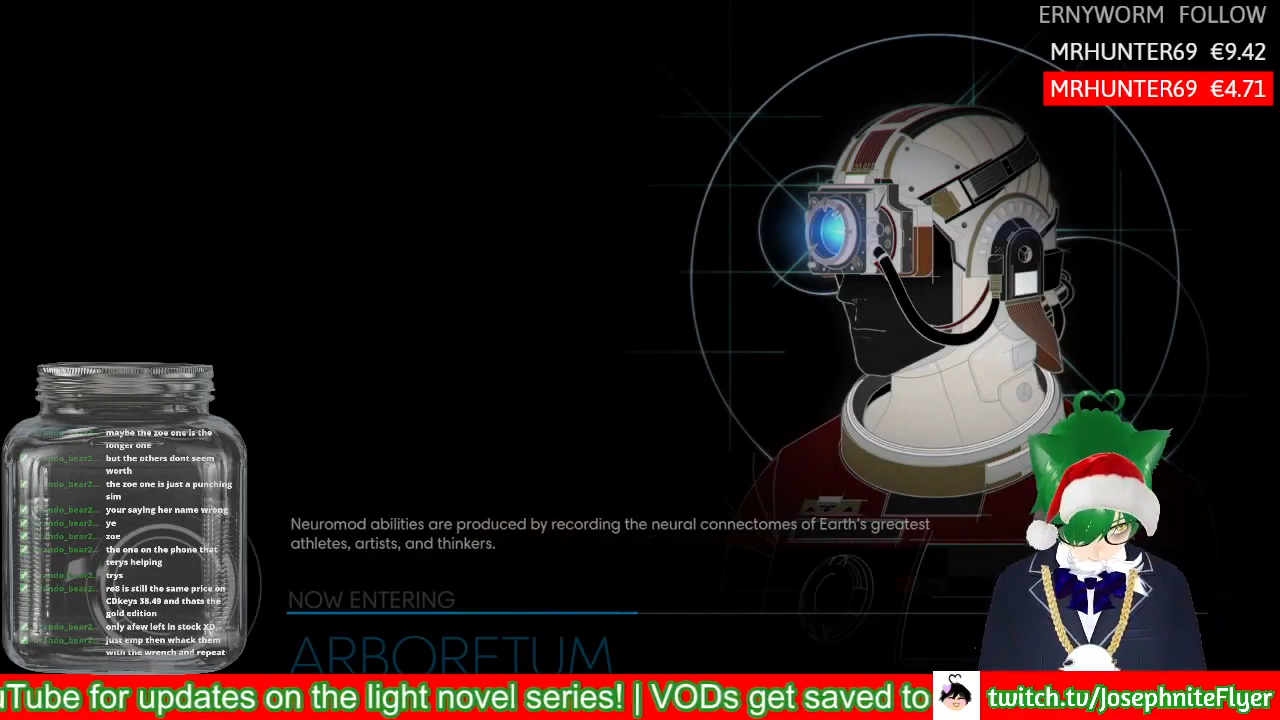 ERNYWORM FOLLOW
MRHUNTER69 €9.42
MRHUNTER69 €4.71
maybe the zoe one is the
longer one
but the others dont seem
worth
the zoe one is just a punching
sim
your saying her name wrong
ye
zoe
the one on the phone that
terys helping
trys
re8 is still the same price on
CDkeys 38.49 and thats the
gold edition
only afew left in stock XD
just emp then whack them
with the wrench and repeat
Neuromod abilities are produced by recording the neural connectomes of Earth's greatest
athletes, artists, and thinkers.
NOW ENTERING
ARBORETUM
uTube for updates on the light novel series! | VODs get saved to
twitch.tv/JosephniteFlyer